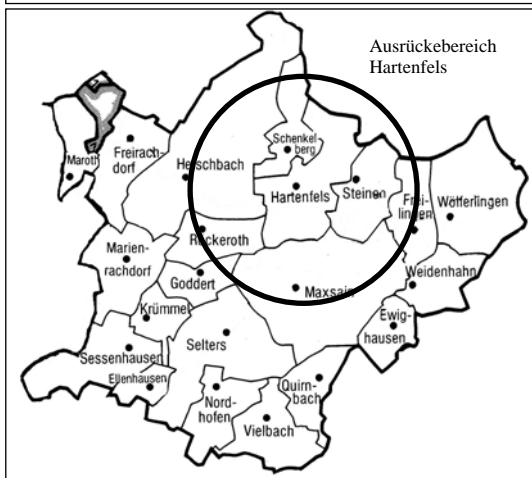 Ausrückebereich
Hartenfels
Schenkel
berg
Maroth
Freirach-
dorf
Herschbach
Hartenfels
Steinen
Frei-
lingen
Wölferlingen
Rückeroth
Marien-
rachdorf
Goddert
Maxsain
Weidenhahn
Krümmel
Ewig-
hausen
Sessenhausen
Selters
Ellenhausen
Nord-
hofen
Quirn-
bach
Vielbach